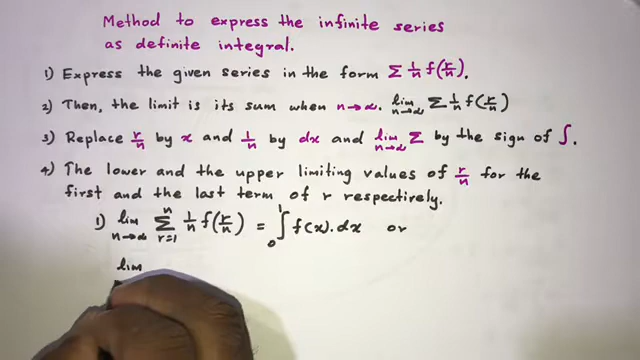 Method to express the infinite series
as definite integral.
1) Express the given series in the form Σ 1/n f(r/n).
2) Then, the limit is its sum when n→∞. lim n→∞ Σ 1/n f(r/n)
3) Replace r/n by x and 1/n by dx and lim n→∞ Σ by the sign of ∫.
4) The lower and the upper limiting values of r/n for the
first and the last term of r respectively.
1) lim n→∞ Σ r=1 n 1/n f(r/n) = ∫ 0 1 f(x).dx or
lim